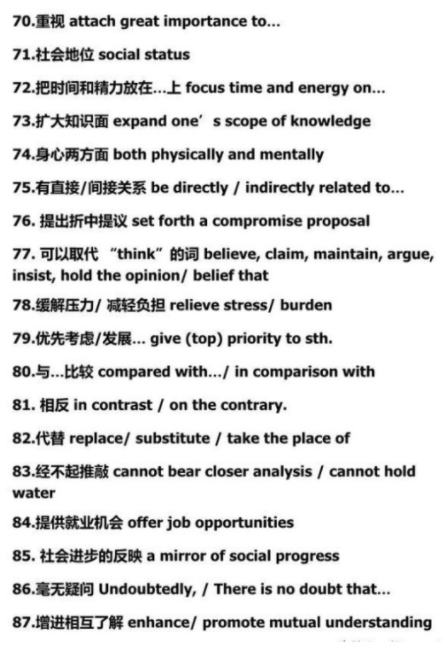 70.重视 attach great importance to...
71.社会地位 social status
72.把时间和精力放在...上 focus time and energy on...
73.扩大知识面 expand one’s scope of knowledge
74.身心两方面 both physically and mentally
75.有直接/间接关系 be directly / indirectly related to...
76. 提出折中提议 set forth a compromise proposal
77. 可以取代 “think”的词 believe, claim, maintain, argue,
insist, hold the opinion/ belief that
78.缓解压力/ 减轻负担 relieve stress/ burden
79.优先考虑/发展... give (top) priority to sth.
80.与...比较 compared with.../ in comparison with
81. 相反 in contrast / on the contrary.
82.代替 replace/ substitute / take the place of
83.经不起推敲 cannot bear closer analysis / cannot hold
water
84.提供就业机会 offer job opportunities
85. 社会进步的反映 a mirror of social progress
86.毫无疑问 Undoubtedly, / There is no doubt that...
87.增进相互了解 enhance/ promote mutual understanding